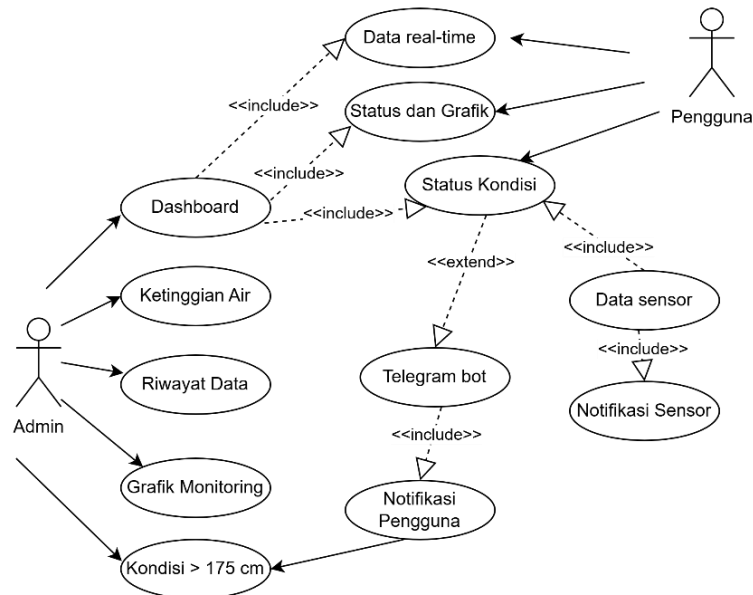 Data real-time
Pengguna
<<include>>
Status dan Grafik
<<include>>
Status Kondisi
Dashboard
<<include>>
<<include>>
<<extend>>
Ketinggian Air
Data sensor
<<include>>
Admin
Riwayat Data
Telegram bot
Notifikasi Sensor
<<include>>
Grafik Monitoring
Notifikasi
Pengguna
Kondisi > 175 cm